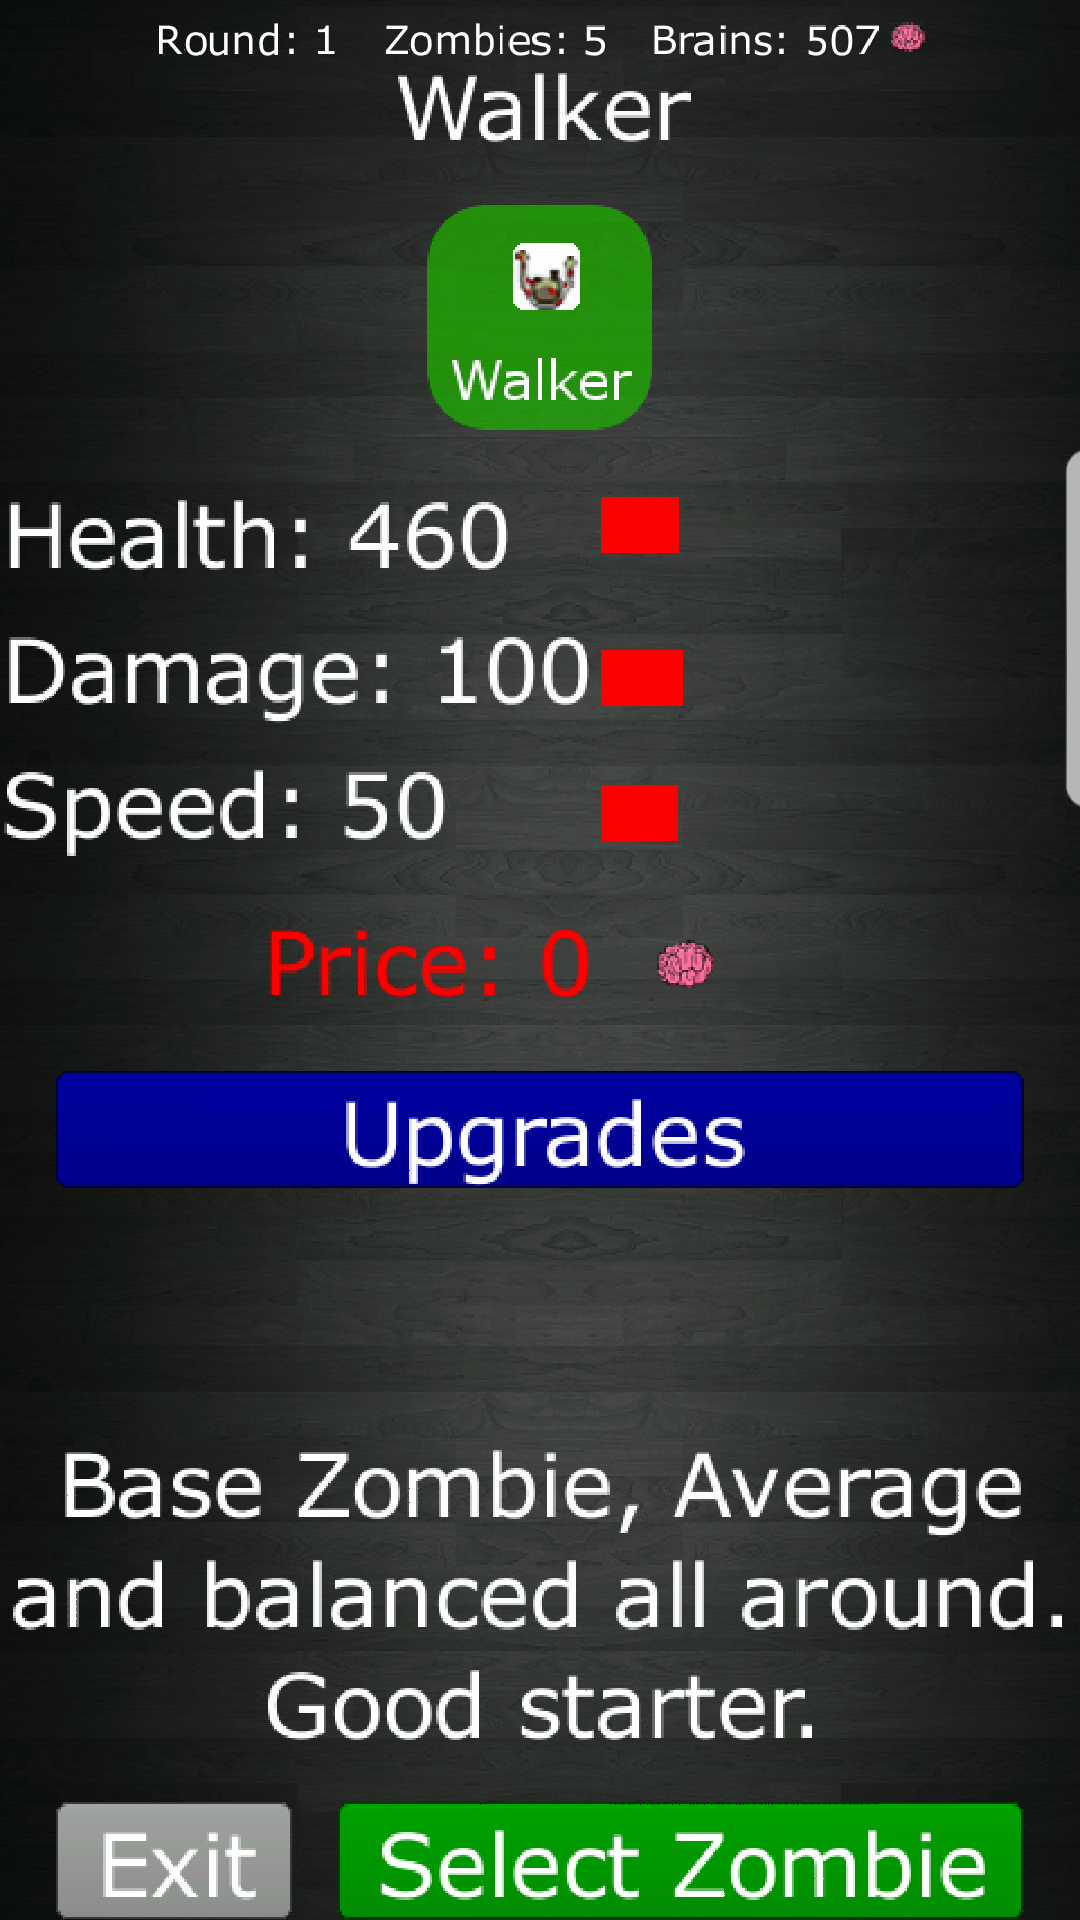 Round: 1 Zombies: 5 Brains: 507
Walker
Walker
Health: 460
Damage: 100
Speed: 50
Price: 0
Upgrades
Base Zombie, Average
and balanced all around.
Good starter.
Exit Select Zombie